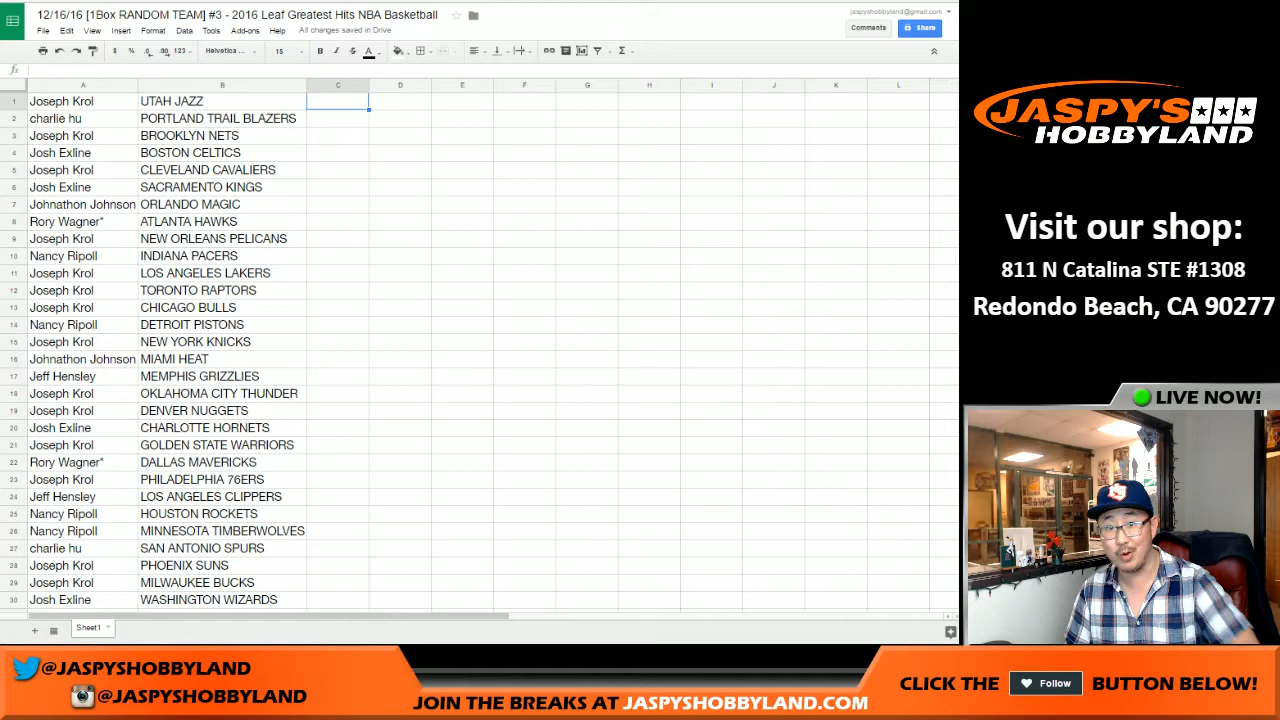 12/16/16 [1Box RANDOM TEAM] #3 - 2016 Leaf Greatest Hits NBA Basketball
jaspyshobbyland@gmail.com
File Edit View Insert Format Data Tools Add-ons Help All changes saved in Drive
Comments Share
$ % .0 .00 123 Helvetica... 15 B I S A
fx
A B C D E F G H I J K L
1 Joseph Krol UTAH JAZZ
2 charlie hu PORTLAND TRAIL BLAZERS
3 Joseph Krol BROOKLYN NETS
4 Josh Exline BOSTON CELTICS
5 Joseph Krol CLEVELAND CAVALIERS
6 Josh Exline SACRAMENTO KINGS
7 Johnathon Johnson ORLANDO MAGIC
8 Rory Wagner* ATLANTA HAWKS
9 Joseph Krol NEW ORLEANS PELICANS
10 Nancy Ripoll INDIANA PACERS
11 Joseph Krol LOS ANGELES LAKERS
12 Joseph Krol TORONTO RAPTORS
13 Joseph Krol CHICAGO BULLS
14 Nancy Ripoll DETROIT PISTONS
15 Joseph Krol NEW YORK KNICKS
16 Johnathon Johnson MIAMI HEAT
17 Jeff Hensley MEMPHIS GRIZZLIES
18 Joseph Krol OKLAHOMA CITY THUNDER
19 Joseph Krol DENVER NUGGETS
20 Josh Exline CHARLOTTE HORNETS
21 Joseph Krol GOLDEN STATE WARRIORS
22 Rory Wagner* DALLAS MAVERICKS
23 Joseph Krol PHILADELPHIA 76ERS
24 Jeff Hensley LOS ANGELES CLIPPERS
25 Nancy Ripoll HOUSTON ROCKETS
26 Nancy Ripoll MINNESOTA TIMBERWOLVES
27 charlie hu SAN ANTONIO SPURS
28 Joseph Krol PHOENIX SUNS
29 Joseph Krol MILWAUKEE BUCKS
30 Josh Exline WASHINGTON WIZARDS
Sheet1
JASPY'S
HOBBYLAND
Visit our shop:
811 N Catalina STE #1308
Redondo Beach, CA 90277
LIVE NOW!
@JASPYSHOBBYLAND
@JASPYSHOBBYLAND
JOIN THE BREAKS AT JASPYSHOBBYLAND.COM
CLICK THE Follow BUTTON BELOW!